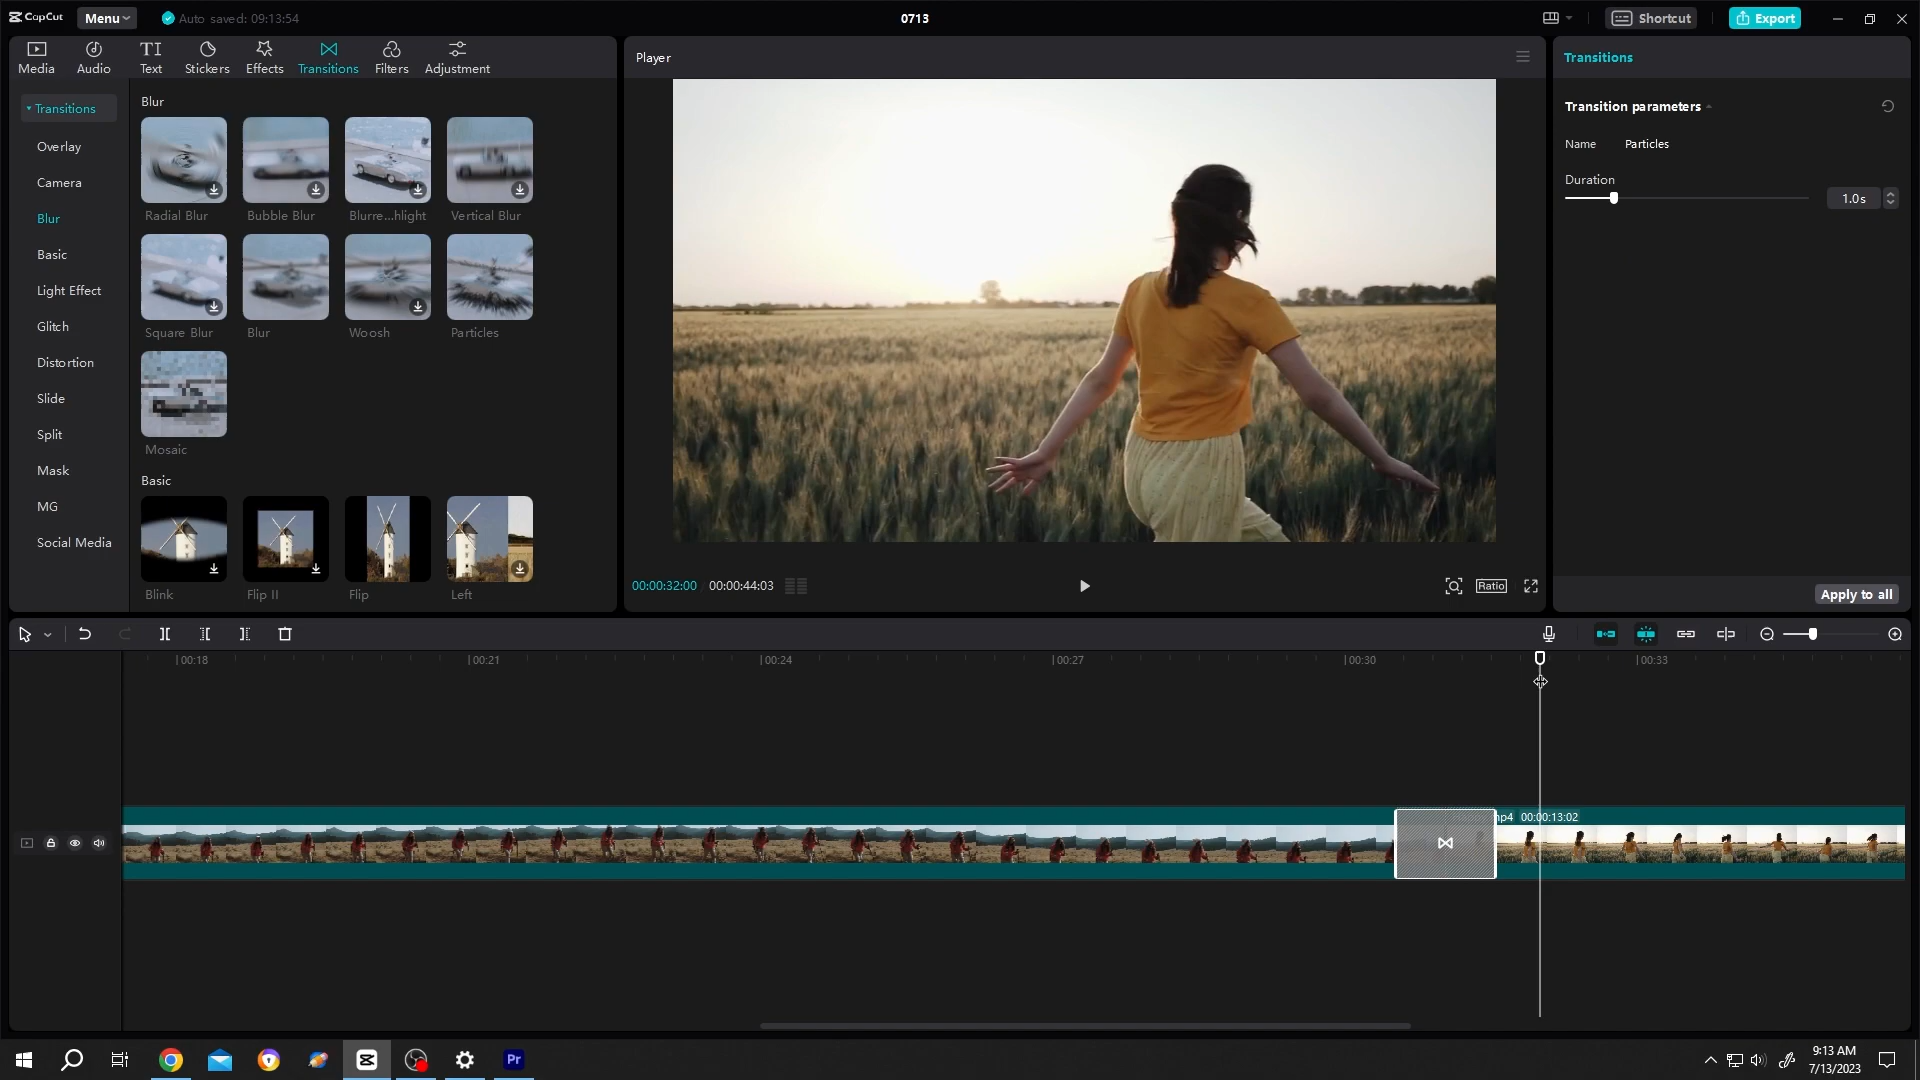 CapCut
Menu
Auto saved: 09:13:54
0713
Shortcut
Export
Media
Audio
TI
Text
Stickers
Effects
Transitions
Filters
Adjustment
Player
Transitions
Transitions
Overlay
Camera
Blur
Basic
Light Effect
Glitch
Distortion
Slide
Split
Mask
MG
Social Media
Blur
Radial Blur
Bubble Blur
Blurre...hlight
Vertical Blur
Square Blur
Blur
Woosh
Particles
Mosaic
Basic
Blink
Flip II
Flip
Left
00:00:32:00
00:00:44:03
Ratio
Transition parameters
Name
Particles
Duration
1.0s
Apply to all
00:18
00:21
00:24
00:27
00:30
00:33
mp4 00:00:13:02
Pr
9:13 AM
7/13/2023